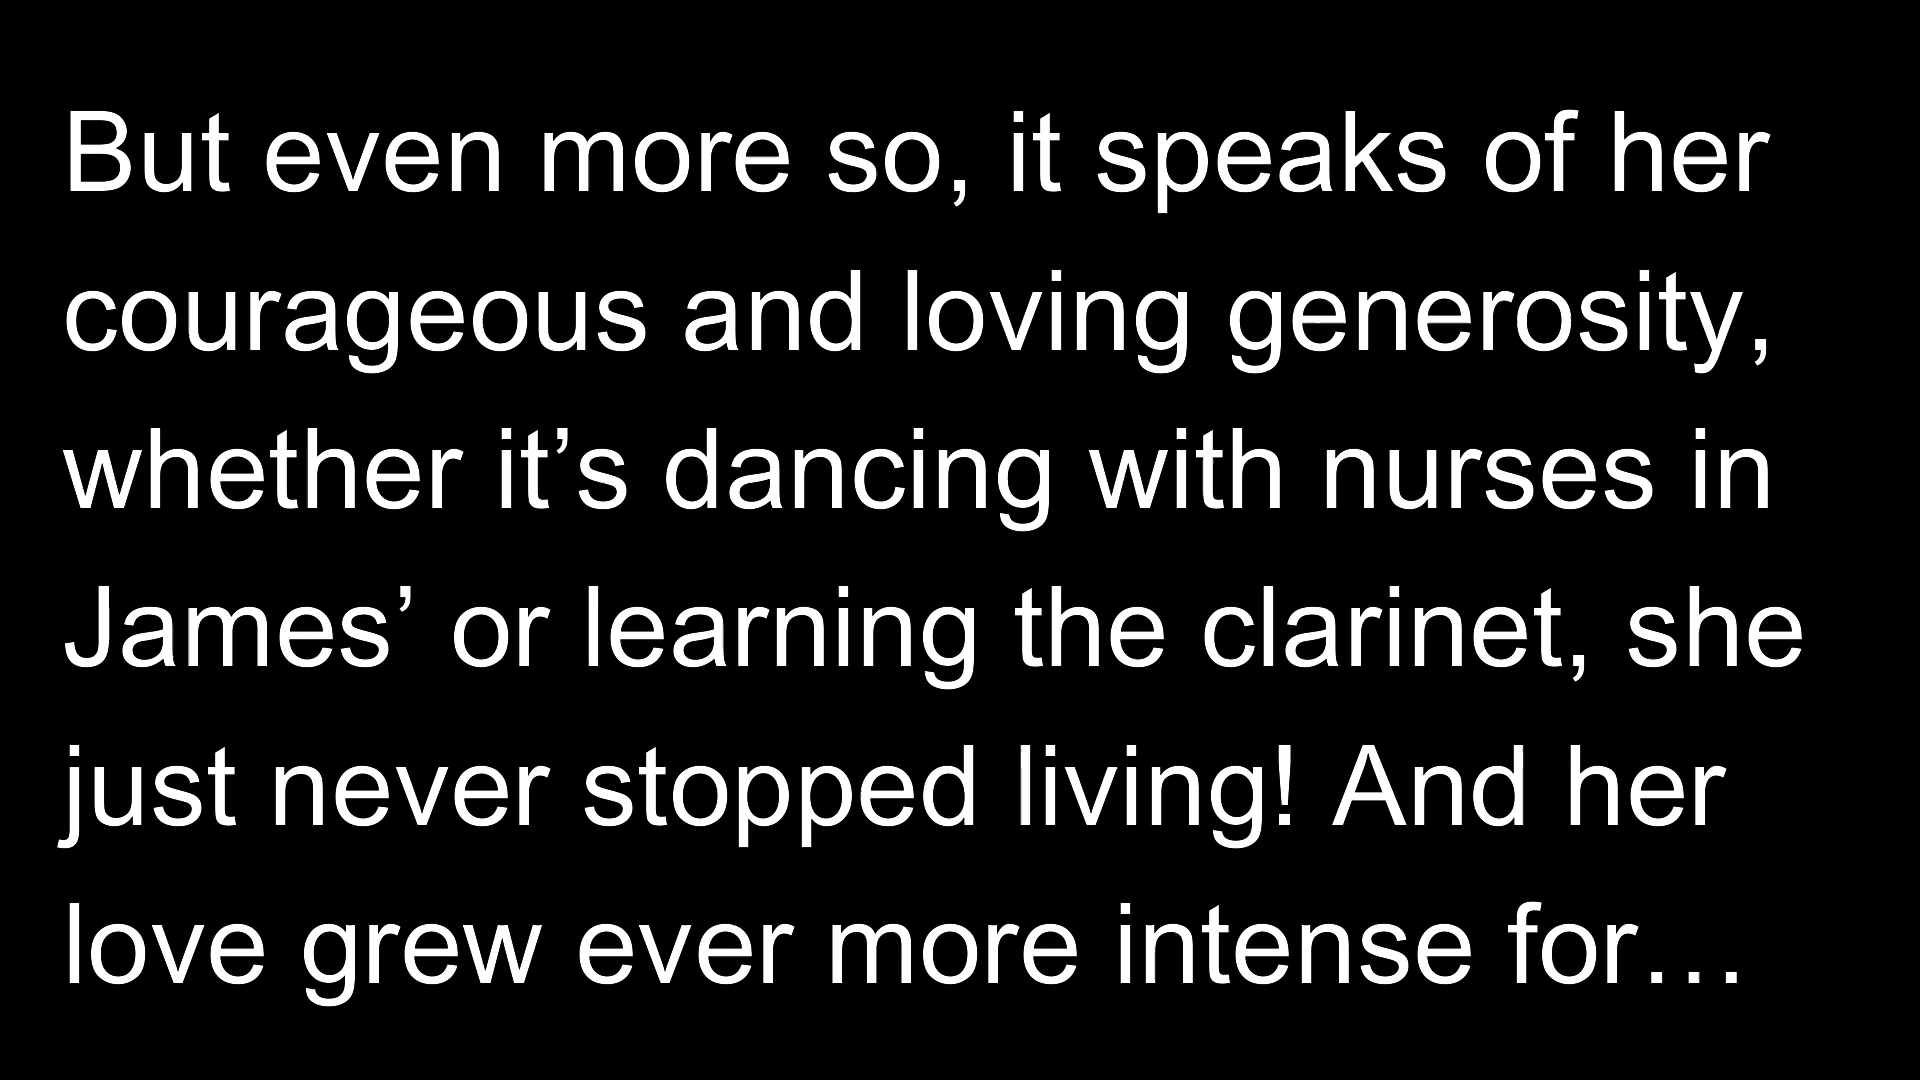 But even more so, it speaks of her
courageous and loving generosity,
whether it’s dancing with nurses in
James’ or learning the clarinet, she
just never stopped living! And her
love grew ever more intense for…